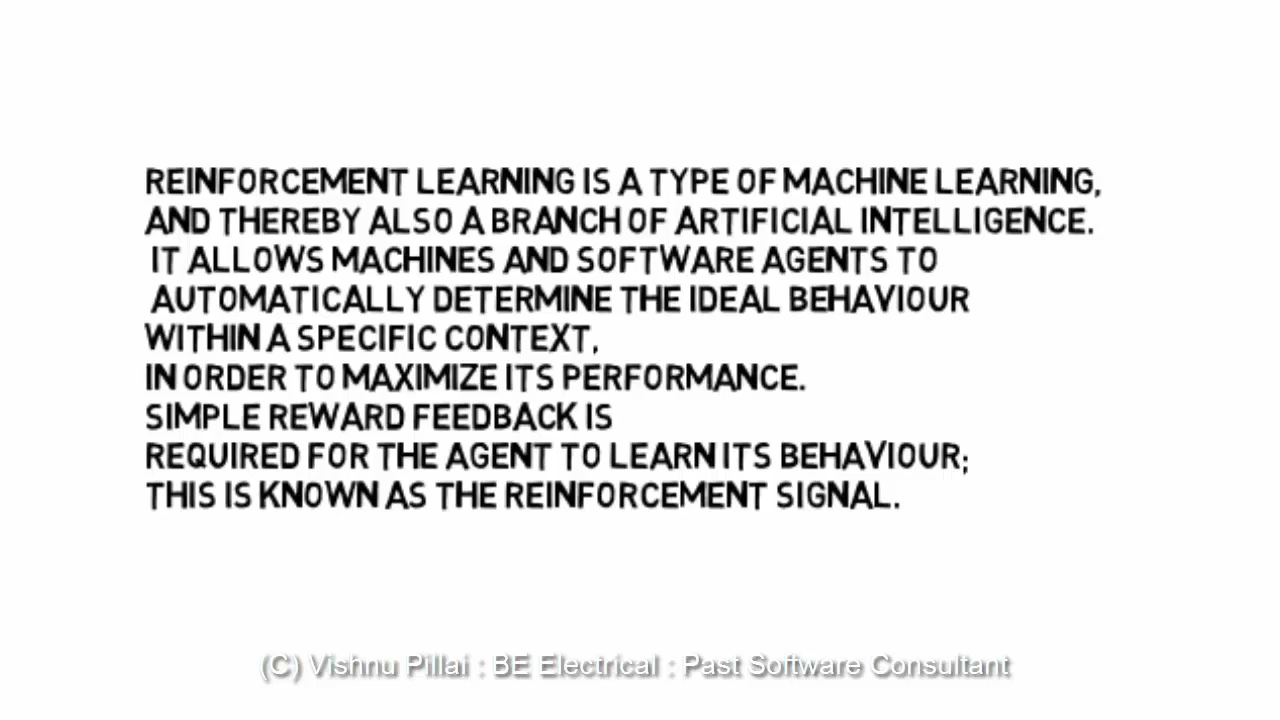 REINFORCEMENT LEARNING IS A TYPE OF MACHINE LEARNING,
AND THEREBY ALSO A BRANCH OF ARTIFICIAL INTELLIGENCE.
IT ALLOWS MACHINES AND SOFTWARE AGENTS TO
AUTOMATICALLY DETERMINE THE IDEAL BEHAVIOUR
WITHIN A SPECIFIC CONTEXT,
IN ORDER TO MAXIMIZE ITS PERFORMANCE.
SIMPLE REWARD FEEDBACK IS
REQUIRED FOR THE AGENT TO LEARN ITS BEHAVIOUR;
THIS IS KNOWN AS THE REINFORCEMENT SIGNAL.
(C) Vishnu Pillai : BE Electrical : Past Software Consultant